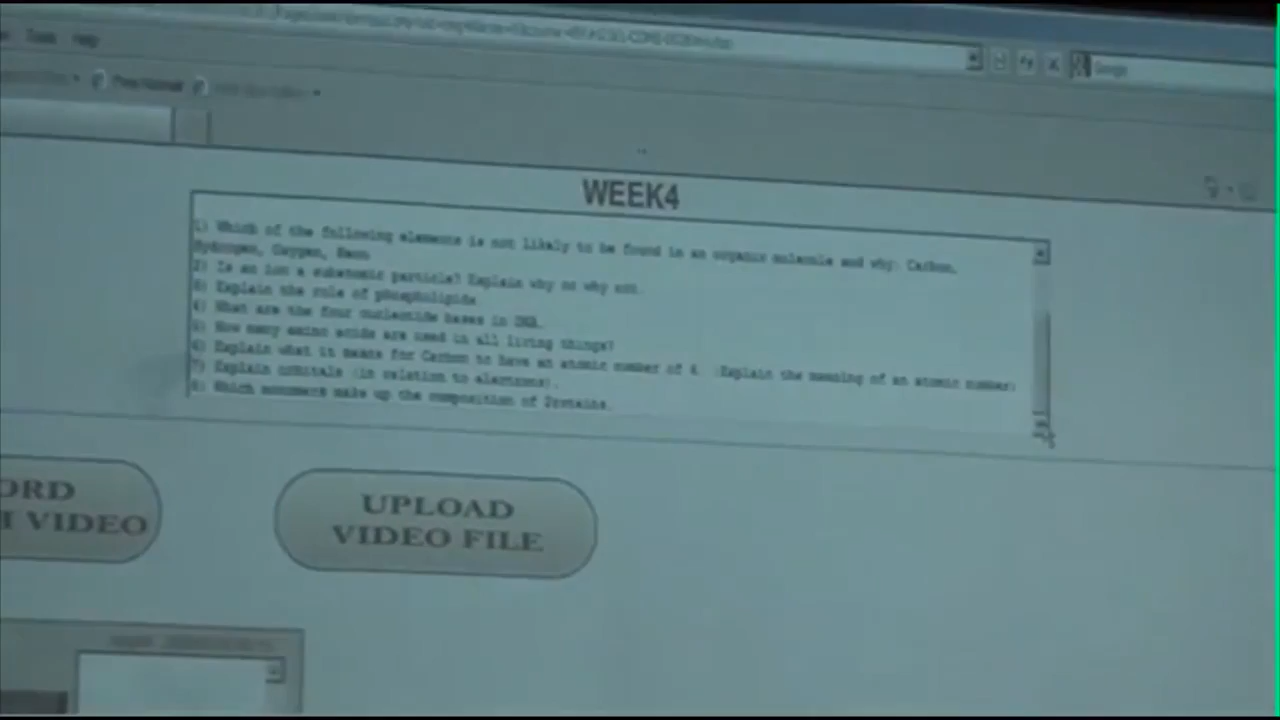 Help
Google
WEEK4
1) Which of the following elements is not likely to be found in an organic molecule and why: Carbon,
Hydrogen, Oxygen, Neon
2) Is an ion a subatomic particle? Explain why or why not.
3) Explain the role of phospholipids
4) What are the four nucleotide bases in DNA.
5) How many amino acids are used in all living things?
6) Explain what it means for Carbon to have an atomic number of 6. (Explain the meaning of an atomic number)
7) Explain orbitals (in relation to electrons).
8) Which monomers make up the composition of Proteins.
ORD
VIDEO
UPLOAD
VIDEO FILE